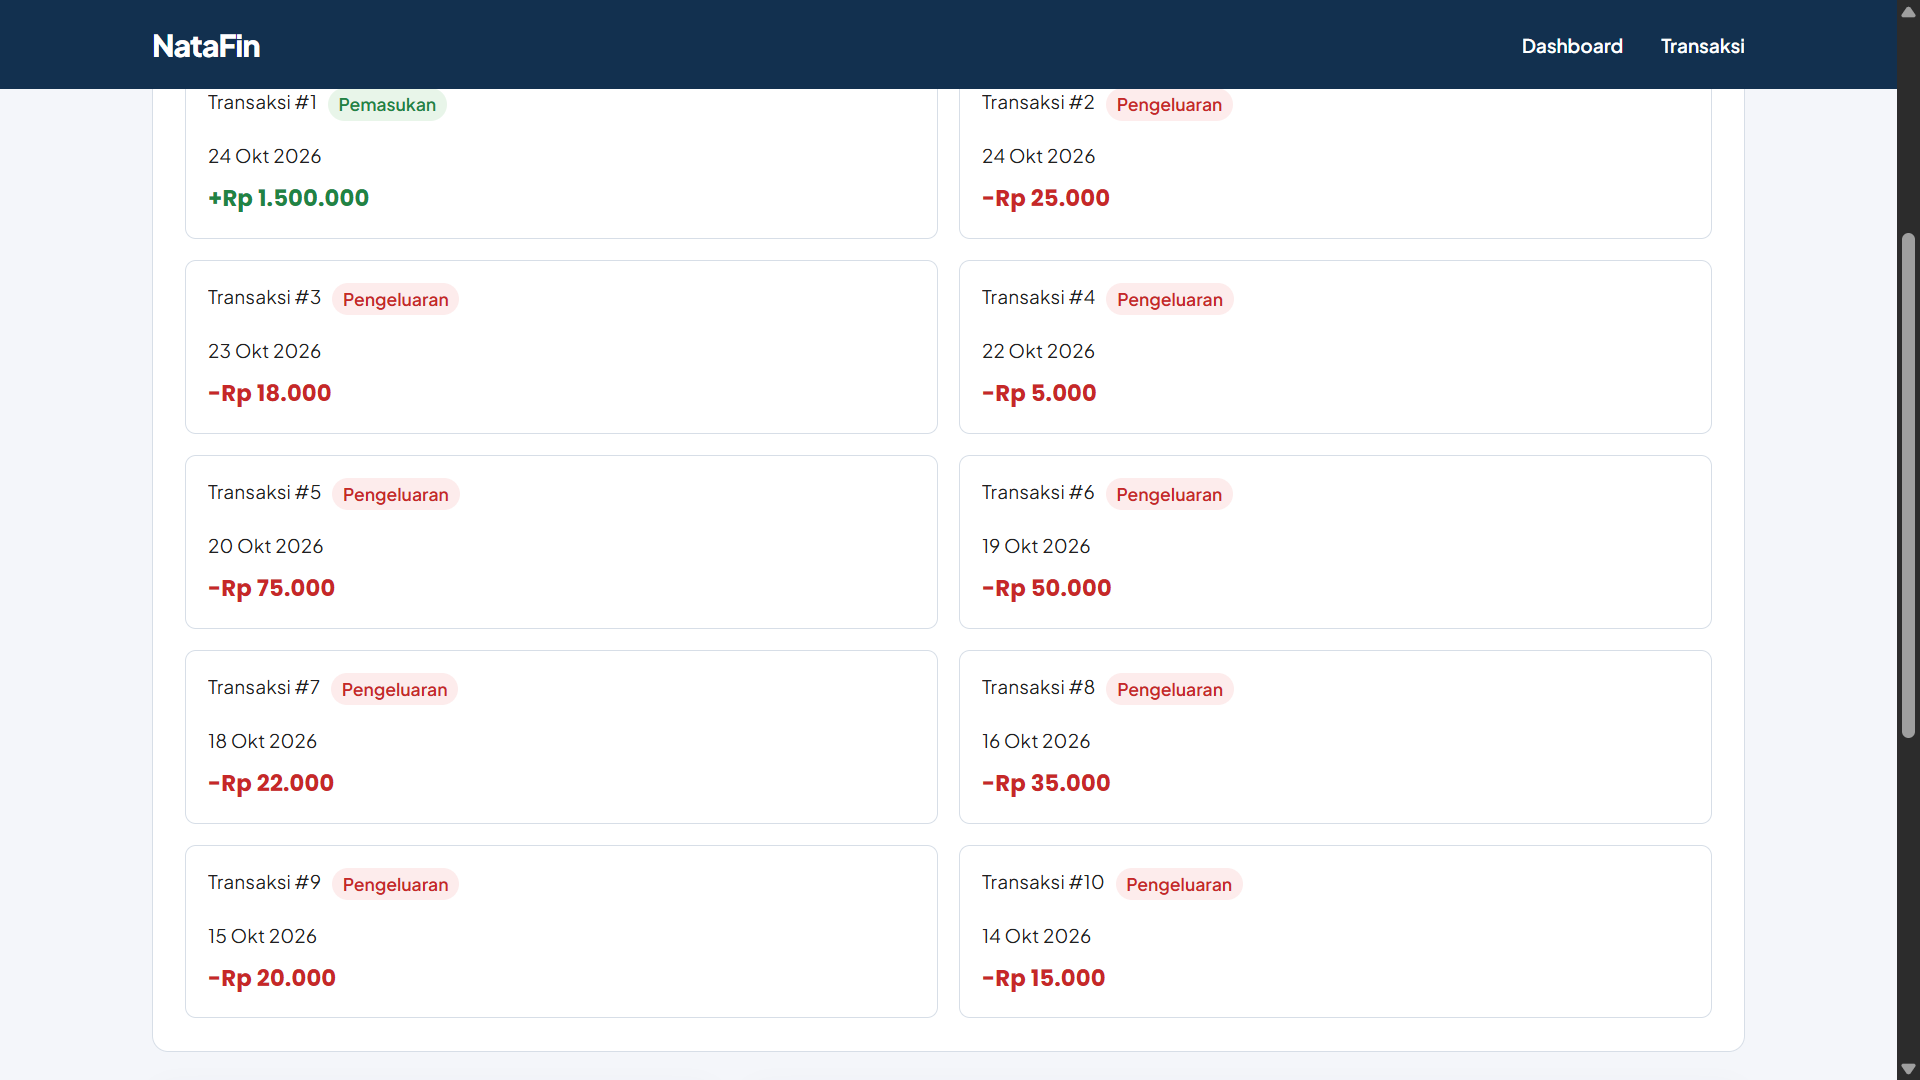 NataFin
Dashboard Transaksi
Transaksi #1 Pemasukan
24 Okt 2026
+Rp 1.500.000
Transaksi #2 Pengeluaran
24 Okt 2026
-Rp 25.000
Transaksi #3 Pengeluaran
23 Okt 2026
-Rp 18.000
Transaksi #4 Pengeluaran
22 Okt 2026
-Rp 5.000
Transaksi #5 Pengeluaran
20 Okt 2026
-Rp 75.000
Transaksi #6 Pengeluaran
19 Okt 2026
-Rp 50.000
Transaksi #7 Pengeluaran
18 Okt 2026
-Rp 22.000
Transaksi #8 Pengeluaran
16 Okt 2026
-Rp 35.000
Transaksi #9 Pengeluaran
15 Okt 2026
-Rp 20.000
Transaksi #10 Pengeluaran
14 Okt 2026
-Rp 15.000